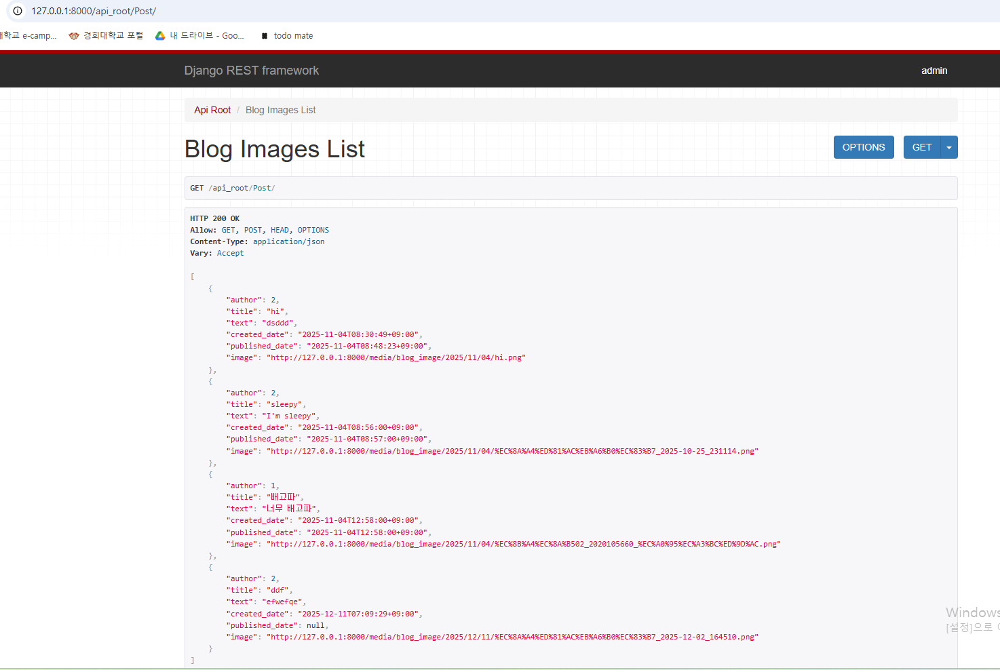 127.0.0.1:8000/api_root/Post/
대학교 e-camp... 경희대학교 포털 내 드라이브 - Goo... todo mate
Django REST framework admin
Api Root / Blog Images List
Blog Images List OPTIONS GET
GET /api_root/Post/
HTTP 200 OK
Allow: GET, POST, HEAD, OPTIONS
Content-Type: application/json
Vary: Accept
[
{
"author": 2,
"title": "hi",
"text": "dsddd",
"created_date": "2025-11-04T08:30:49+09:00",
"published_date": "2025-11-04T08:48:23+09:00",
"image": "http://127.0.0.1:8000/media/blog_image/2025/11/04/hi.png"
},
{
"author": 2,
"title": "sleepy",
"text": "I'm sleepy",
"created_date": "2025-11-04T08:56:00+09:00",
"published_date": "2025-11-04T08:57:00+09:00",
"image": "http://127.0.0.1:8000/media/blog_image/2025/11/04/%EC%8A%A4%ED%81%AC%EB%A6%B0%EC%83%B7_2025-10-25_231114.png"
},
{
"author": 1,
"title": "배고파",
"text": "너무 배고파",
"created_date": "2025-11-04T12:58:00+09:00",
"published_date": "2025-11-04T12:58:00+09:00",
"image": "http://127.0.0.1:8000/media/blog_image/2025/11/04/%EC%8B%A4%EC%8A%B502_2020105660_%EC%A0%95%EC%A3%BC%ED%9D%AC.png"
},
{
"author": 2,
"title": "ddf",
"text": "efwefqe",
"created_date": "2025-12-11T07:09:29+09:00",
"published_date": null,
"image": "http://127.0.0.1:8000/media/blog_image/2025/12/11/%EC%8A%A4%ED%81%AC%EB%A6%B0%EC%83%B7_2025-12-02_164510.png"
}
]
Windows
[설정]으로